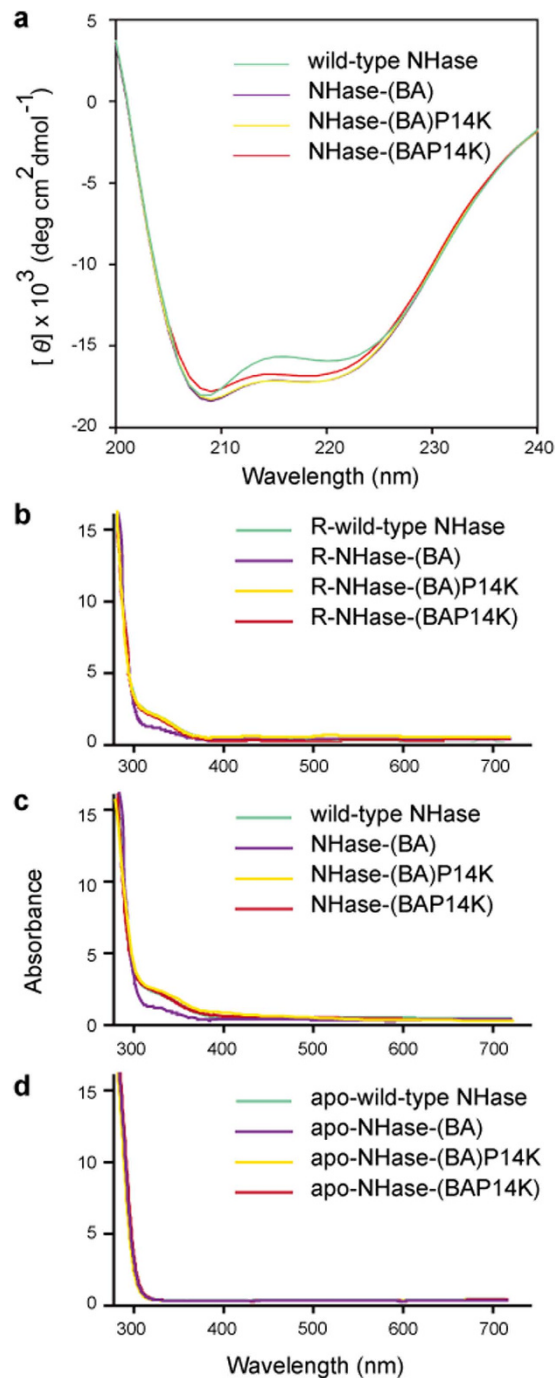 a
5
0
-5
-10
-15
-20
[θ] x 10³ (deg cm² dmol⁻¹)
wild-type NHase
NHase-(BA)
NHase-(BA)P14K
NHase-(BAP14K)
200 210 220 230 240
Wavelength (nm)
b
15
10
5
0
R-wild-type NHase
R-NHase-(BA)
R-NHase-(BA)P14K
R-NHase-(BAP14K)
300 400 500 600 700
c
15
10
5
0
Absorbance
wild-type NHase
NHase-(BA)
NHase-(BA)P14K
NHase-(BAP14K)
300 400 500 600 700
d
15
10
5
0
apo-wild-type NHase
apo-NHase-(BA)
apo-NHase-(BA)P14K
apo-NHase-(BAP14K)
300 400 500 600 700
Wavelength (nm)